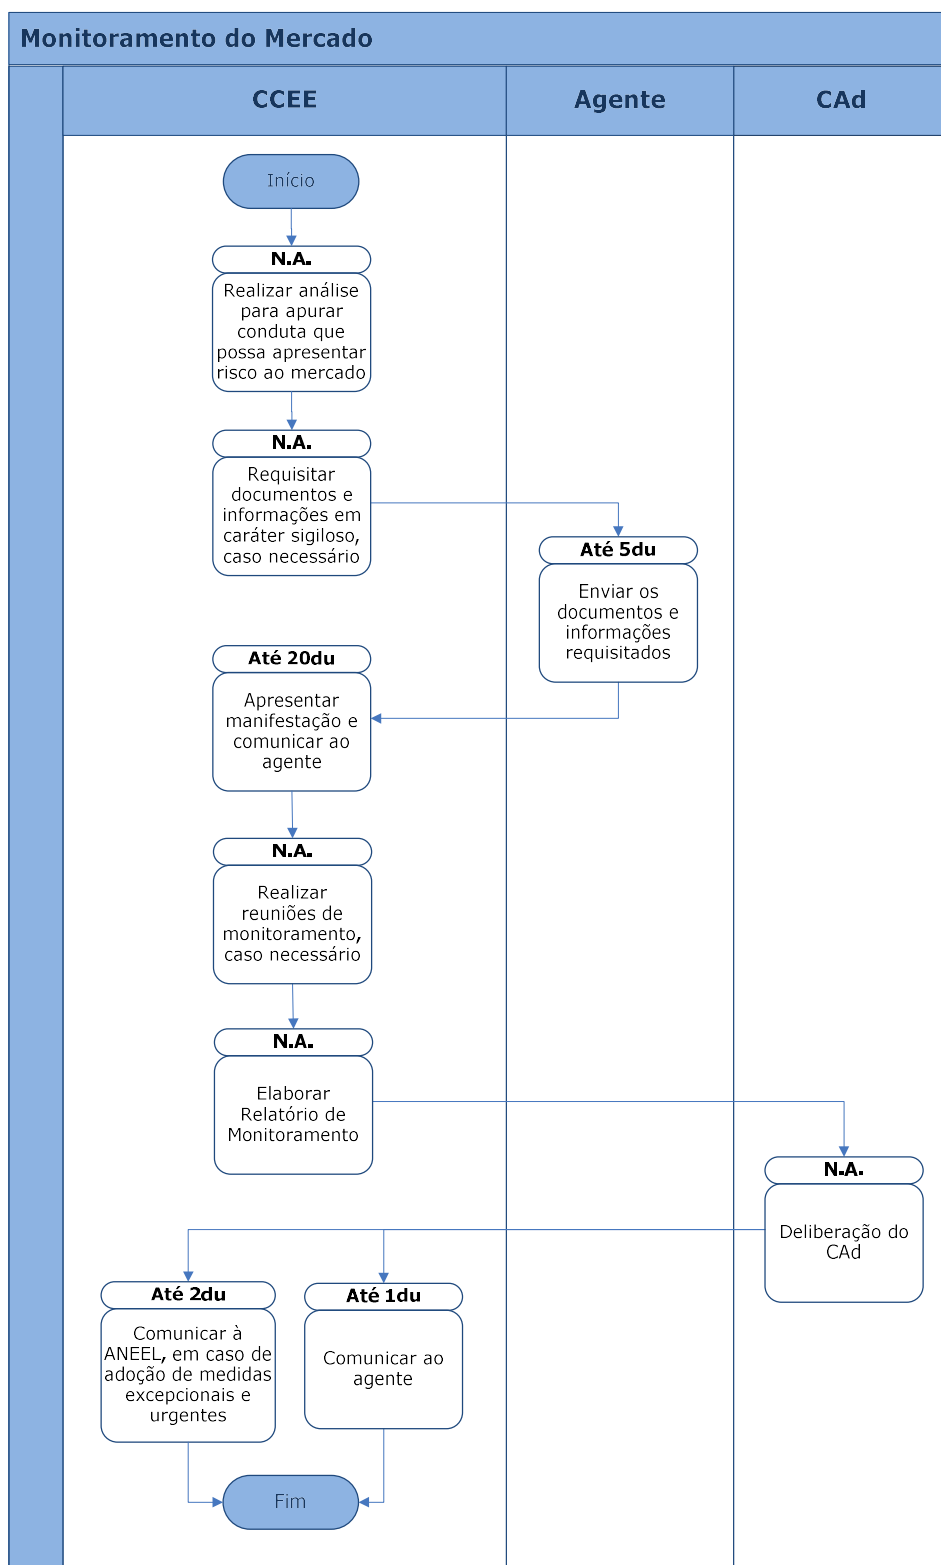 Monitoramento do Mercado
CCEE
Agente
CAd
Início
N.A.
Realizar análise
para apurar
conduta que
possa apresentar
risco ao mercado
N.A.
Requisitar
documentos e
informações em
caráter sigiloso,
caso necessário
Até 5du
Enviar os
documentos e
informações
requisitados
Até 20du
Apresentar
manifestação e
comunicar ao
agente
N.A.
Realizar
reuniões de
monitoramento,
caso necessário
N.A.
Elaborar
Relatório de
Monitoramento
N.A.
Deliberação do
CAd
Até 2du
Comunicar à
ANEEL, em caso de
adoção de medidas
excepcionais e
urgentes
Até 1du
Comunicar ao
agente
Fim